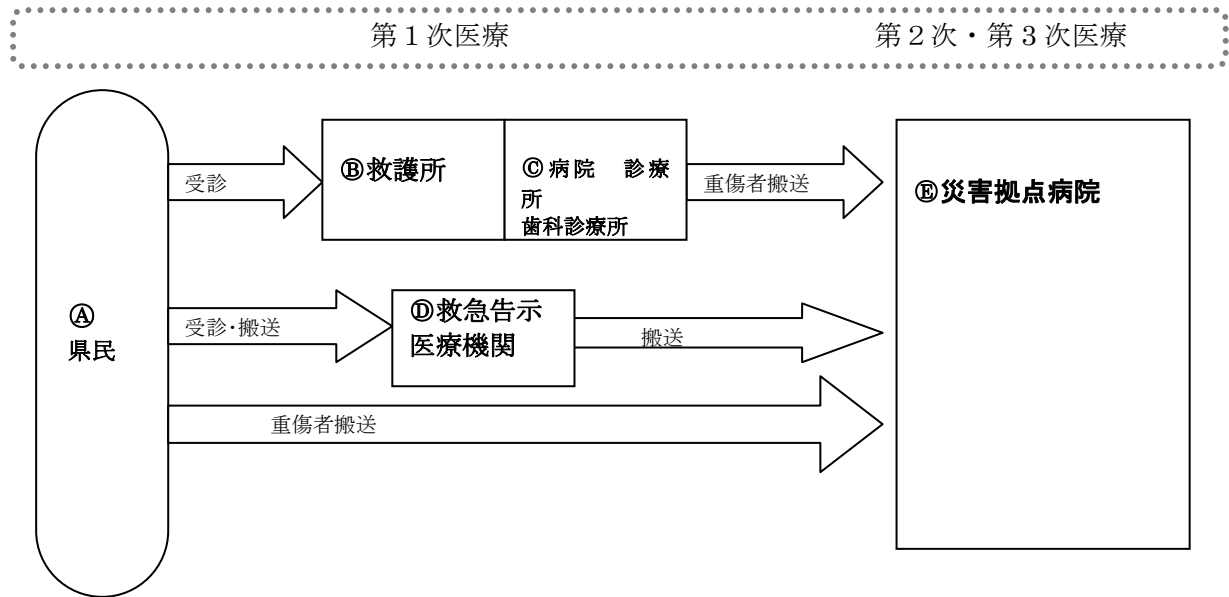 第１次医療
第２次・第３次医療
Ⓐ
県民
受診
Ⓑ救護所
Ⓒ病院 診療
所
歯科診療所
重傷者搬送
Ⓔ災害拠点病院
受診・搬送
Ⓓ救急告示
医療機関
搬送
重傷者搬送